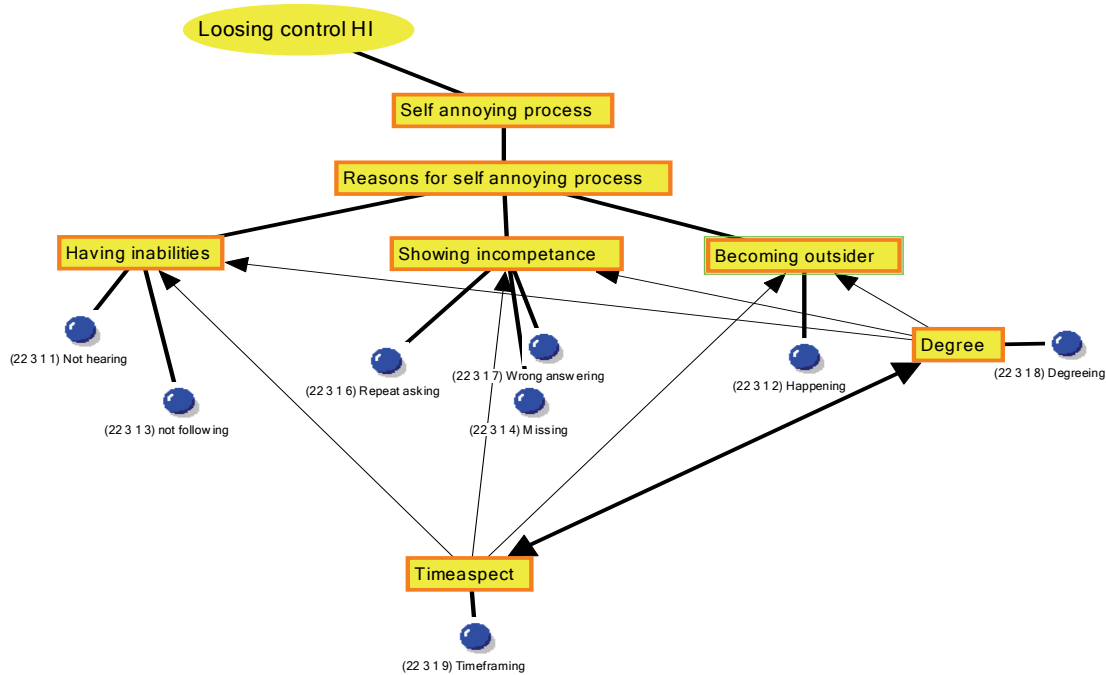 Loosing control HI
Self annoying process
Reasons for self annoying process
Having inabilities
Showing incompetance
Becoming outsider
Degree
(22 3 1 1) Not hearing
(22 3 1 6) Repeat asking
(22 3 1 7) Wrong answering
(22 3 1 2) Happening
(22 3 1 8) Degreeing
(22 3 1 3) not following
(22 3 1 4) Missing
Timeaspect
(22 3 1 9) Timeframing